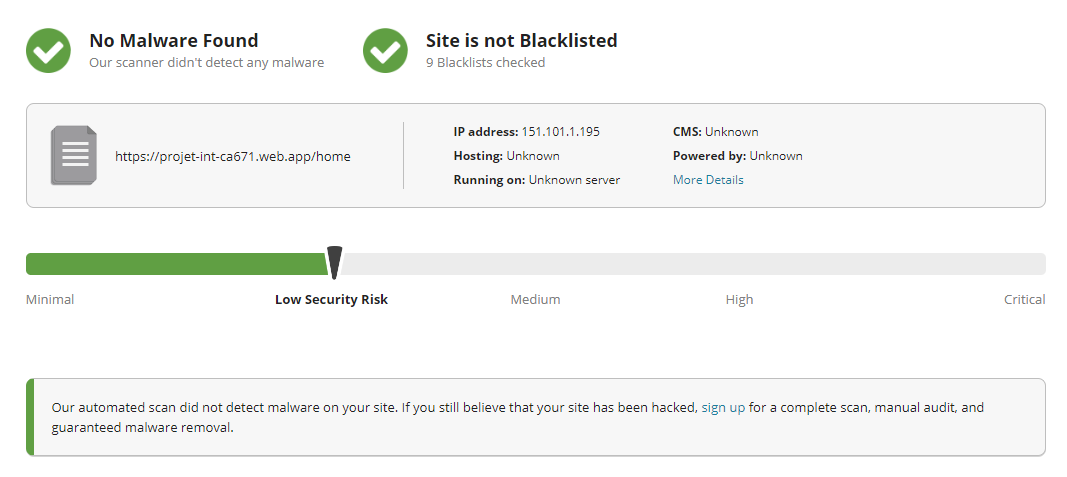 No Malware Found
Our scanner didn't detect any malware
Site is not Blacklisted
9 Blacklists checked
https://projet-int-ca671.web.app/home
IP address: 151.101.1.195
Hosting: Unknown
Running on: Unknown server
CMS: Unknown
Powered by: Unknown
More Details
Minimal
Low Security Risk
Medium
High
Critical
Our automated scan did not detect malware on your site. If you still believe that your site has been hacked, sign up for a complete scan, manual audit, and
guaranteed malware removal.